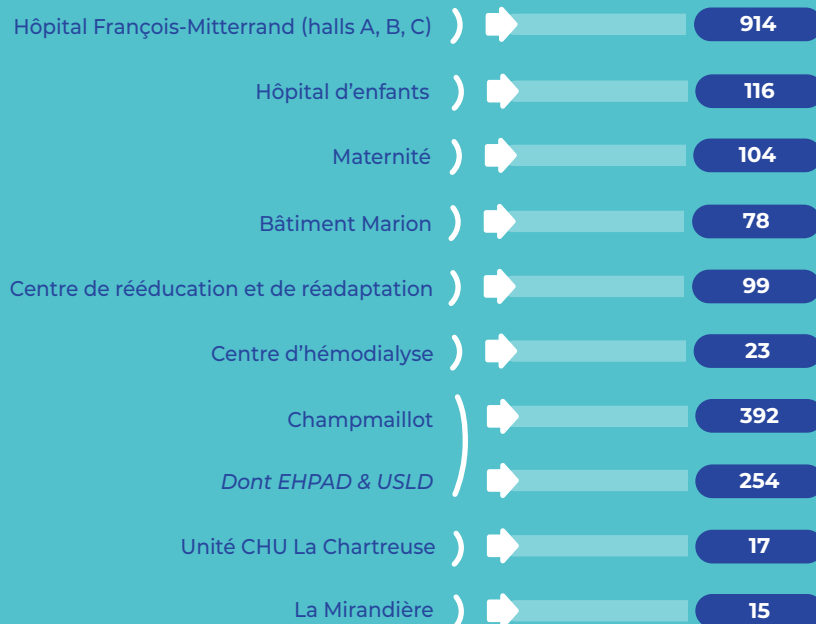 Hôpital François-Mitterrand (halls A, B, C) 914
Hôpital d'enfants 116
Maternité 104
Bâtiment Marion 78
Centre de rééducation et de réadaptation 99
Centre d'hémodialyse 23
Champmaillot 392
Dont EHPAD & USLD 254
Unité CHU La Chartreuse 17
La Mirandière 15